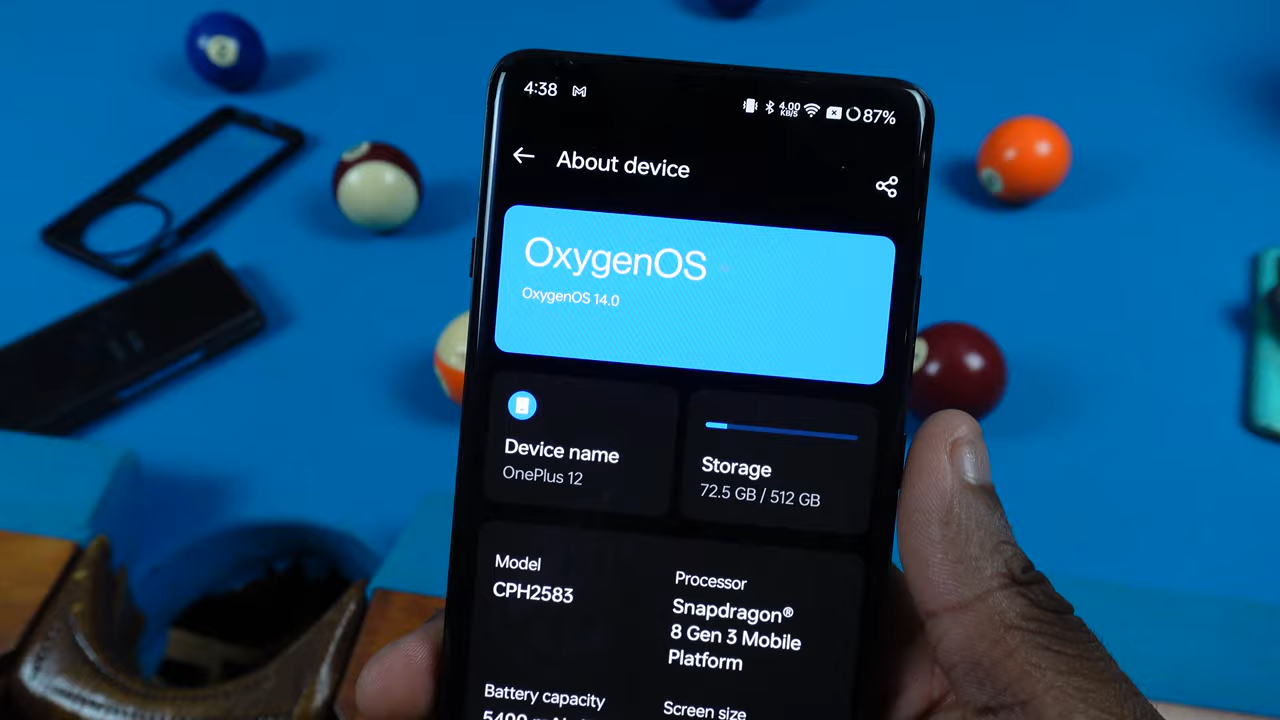 4:38
4.00
KB/S
87%
About device
OxygenOS
OxygenOS 14.0
Device name
OnePlus 12
Storage
72.5 GB / 512 GB
Model
CPH2583
Processor
Snapdragon®
8 Gen 3 Mobile
Platform
Battery capacity
5400
Screen size